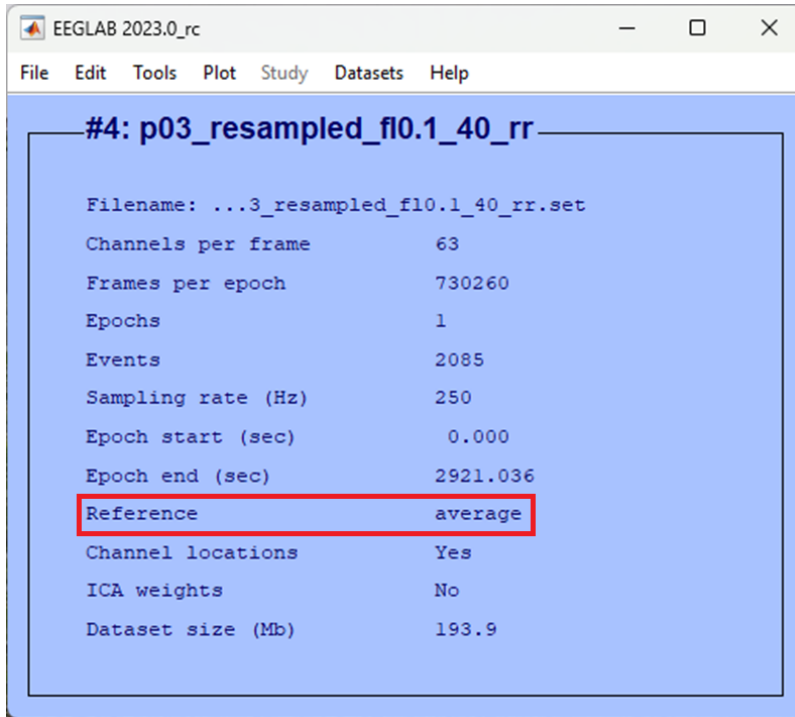 EEGLAB 2023.0_rc
File Edit Tools Plot Study Datasets Help
#4: p03_resampled_fl0.1_40_rr
Filename: ...3_resampled_fl0.1_40_rr.set
Channels per frame 63
Frames per epoch 730260
Epochs 1
Events 2085
Sampling rate (Hz) 250
Epoch start (sec) 0.000
Epoch end (sec) 2921.036
Reference average
Channel locations Yes
ICA weights No
Dataset size (Mb) 193.9